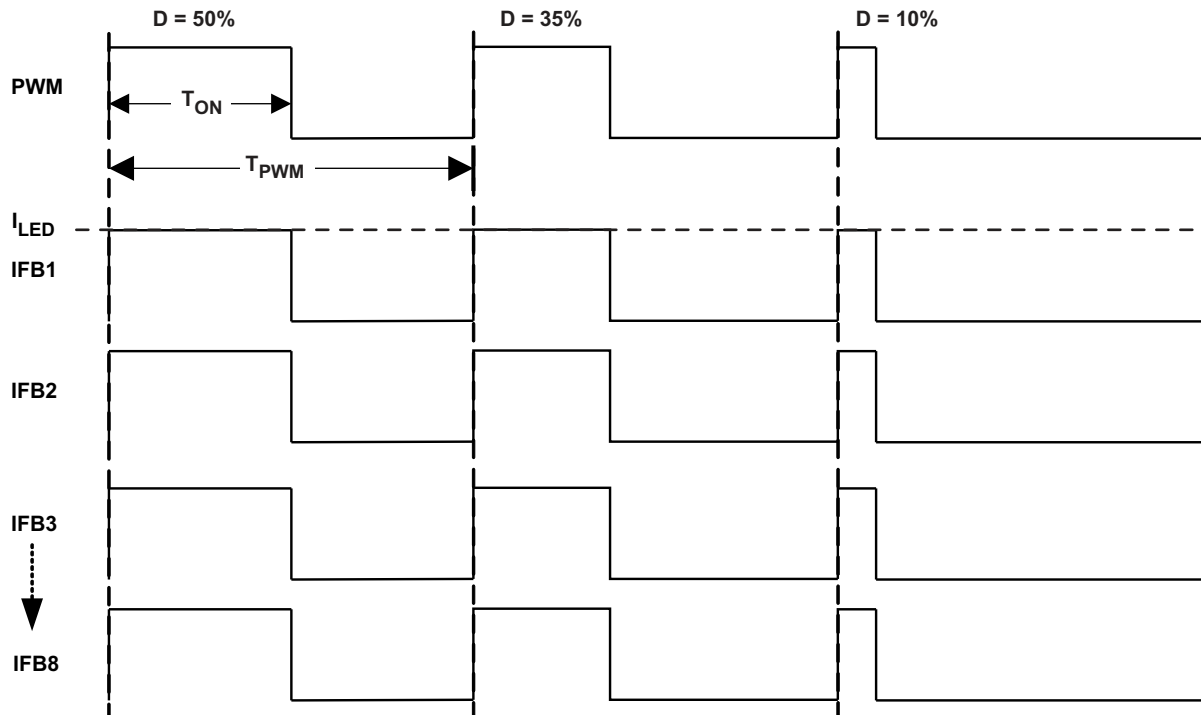 D = 50%
D = 35%
D = 10%
PWM
TON
TPWM
ILED
IFB1
IFB2
IFB3
IFB8